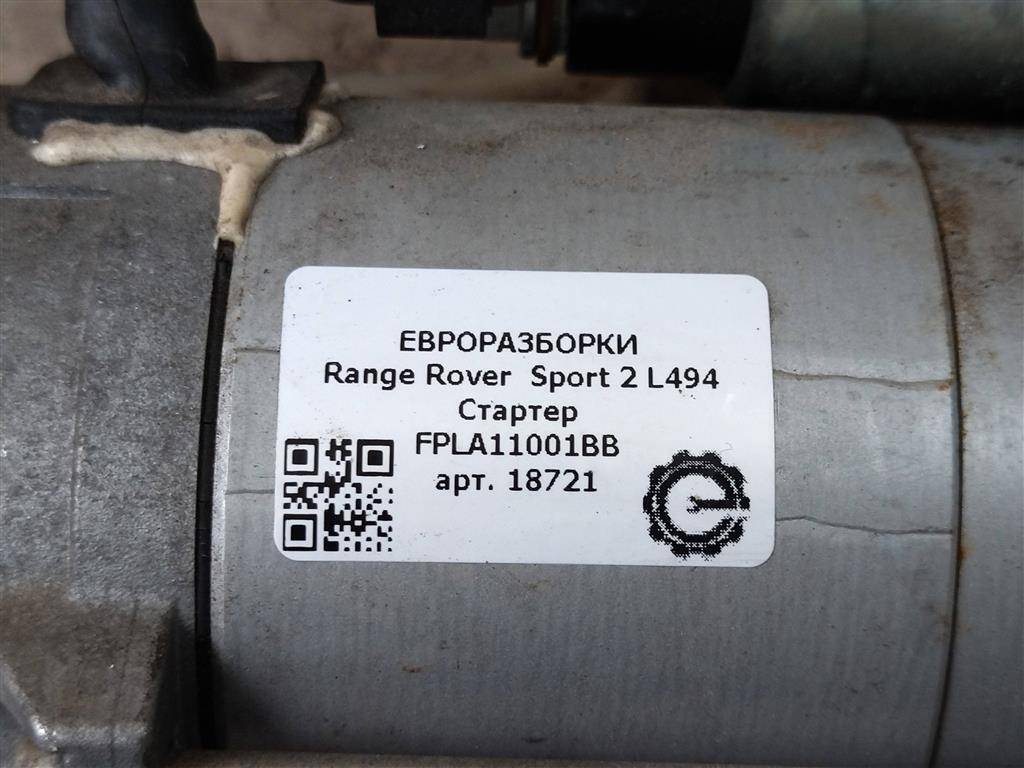 ЕВРОРАЗБОРКИ
Range Rover Sport 2 L494
Стартер
FPLA11001BB
арт. 18721